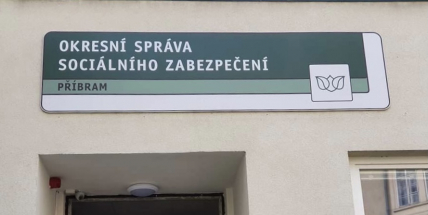 OKRESNÍ SPRÁVA
SOCIÁLNÍHO ZABEZPEČENÍ
PŘÍBRAM